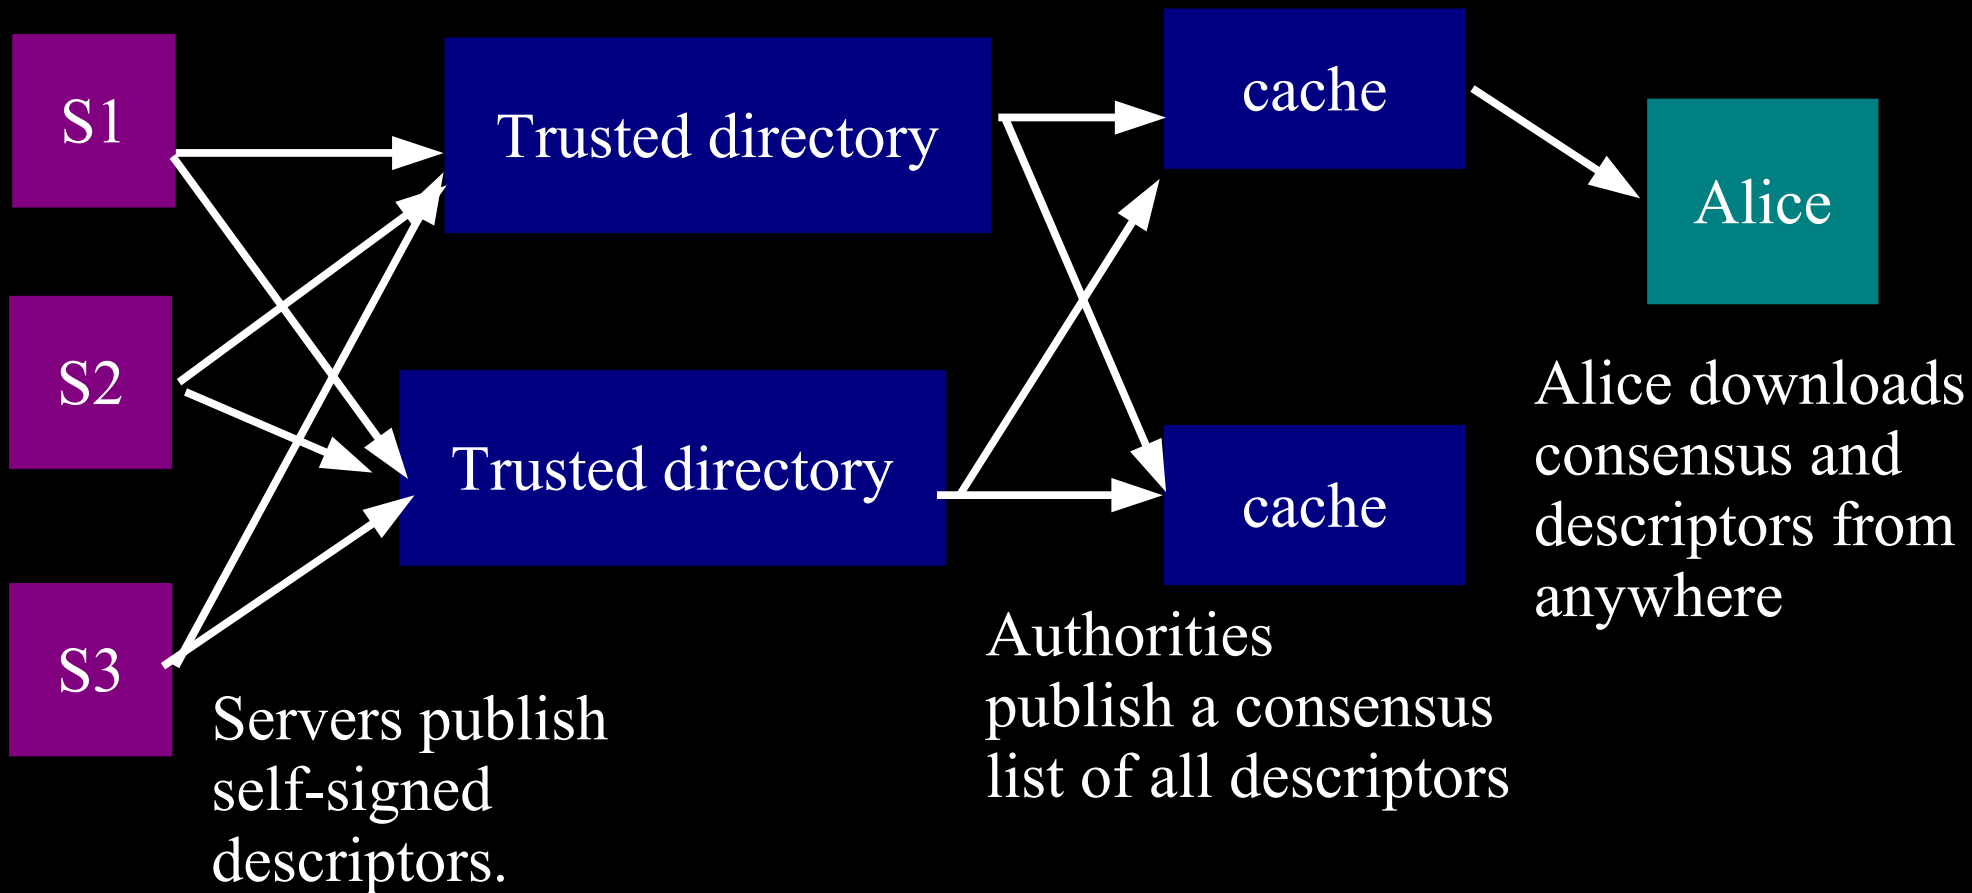 S1
Trusted directory
cache
Alice
S2
Trusted directory
cache
S3
Servers publish
self-signed
descriptors.
Authorities
publish a consensus
list of all descriptors
Alice downloads
consensus and
descriptors from
anywhere